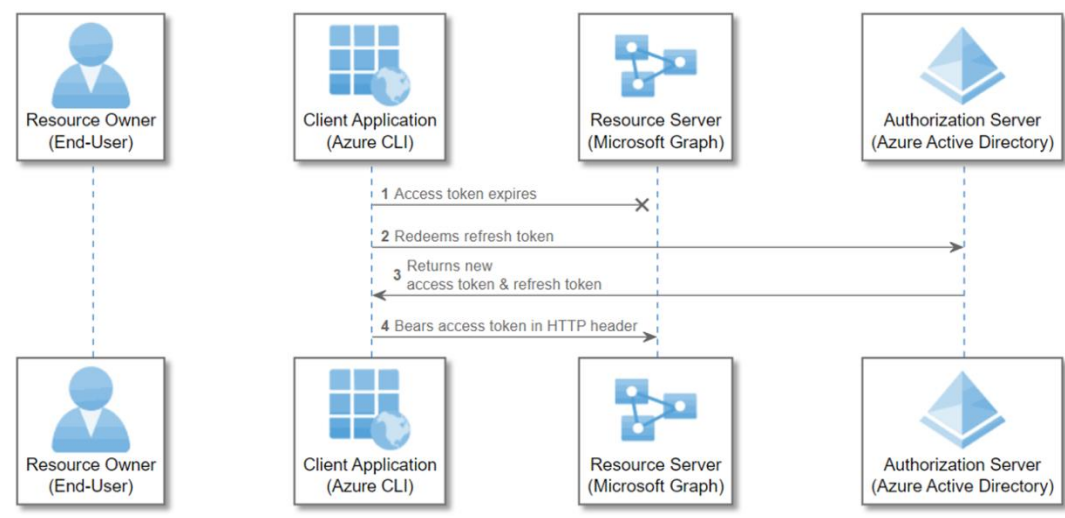 Resource Owner
(End-User)
Client Application
(Azure CLI)
Resource Server
(Microsoft Graph)
Authorization Server
(Azure Active Directory)
1 Access token expires
2 Redeems refresh token
3 Returns new
access token & refresh token
4 Bears access token in HTTP header
Resource Owner
(End-User)
Client Application
(Azure CLI)
Resource Server
(Microsoft Graph)
Authorization Server
(Azure Active Directory)